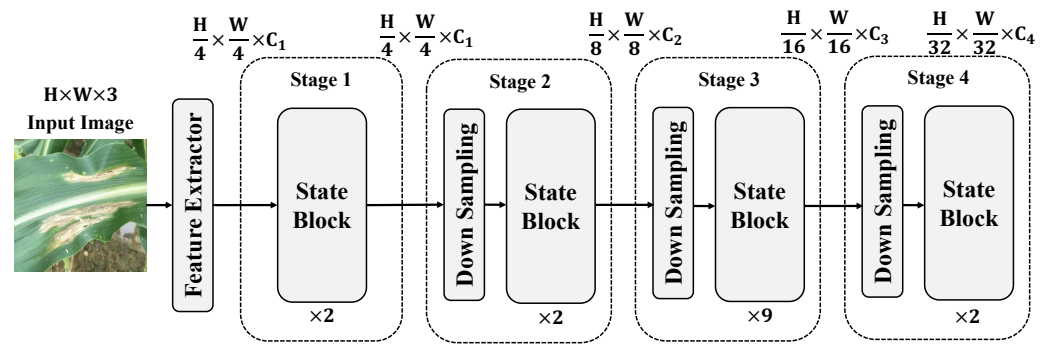 H/4 × W/4 ×C₁
H/4 × W/4 ×C₁
H/8 × W/8 ×C₂
H/16 × W/16 ×C₃
H/32 × W/32 ×C₄
H×W×3
Input Image
Feature Extractor
Stage 1
State
Block
×2
Stage 2
Down Sampling
State
Block
×2
Stage 3
Down Sampling
State
Block
×9
Stage 4
Down Sampling
State
Block
×2